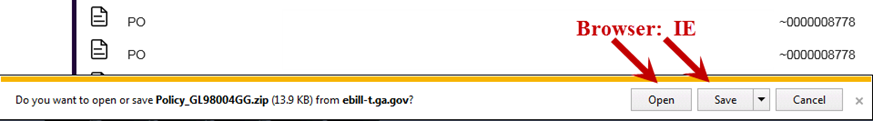 PO ~0000008778
Browser: IE
PO ~0000008778
Do you want to open or save Policy_GL98004GG.zip (13.9 KB) from ebill-t.ga.gov? Open Save Cancel ×